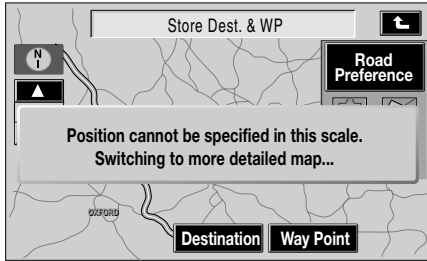 Store Dest. & WP
N
Road
Preference
Position cannot be specified in this scale.
Switching to more detailed map...
OXFORD
Destination
Way Point